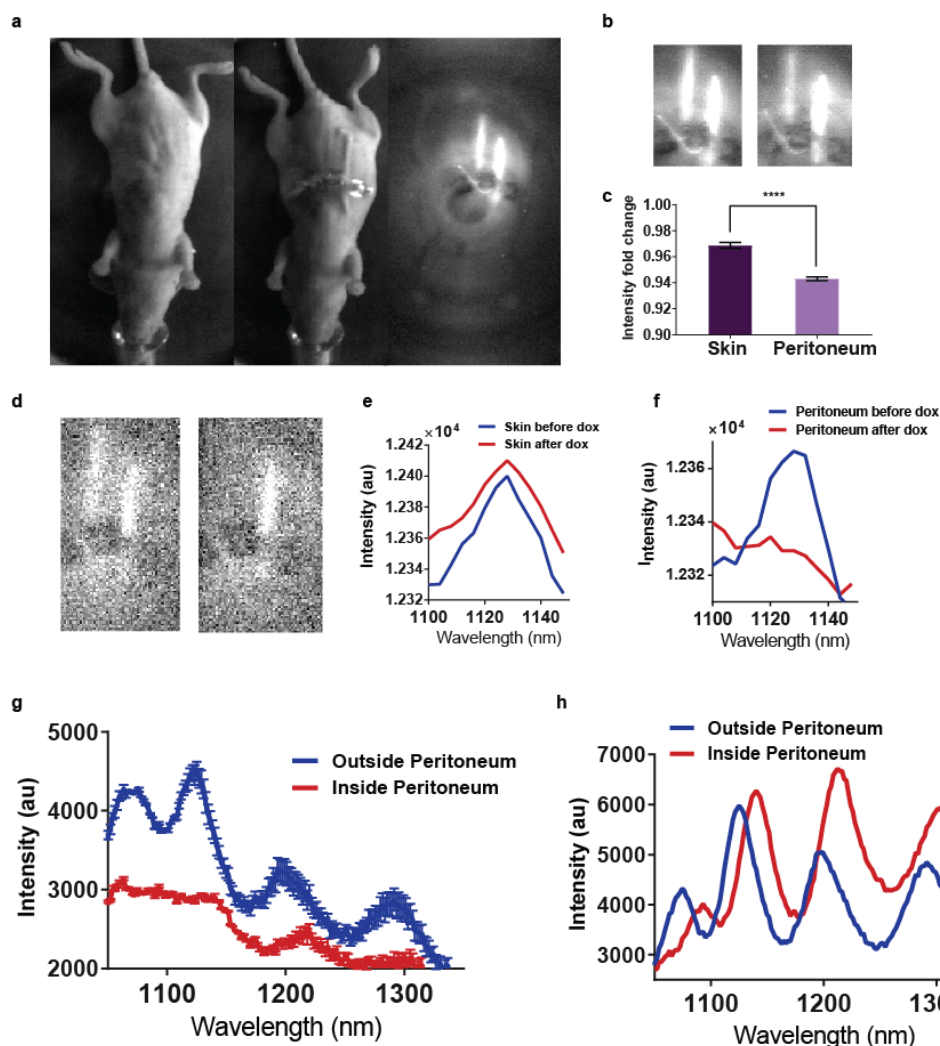 a
b
c
Intensity fold change
1.00
0.98
0.96
0.94
0.92
0.90
****
Skin
Peritoneum
d
e
Skin before dox
Skin after dox
×10⁴
1.242
1.240
1.238
1.236
1.234
1.232
Intensity (au)
1100
1120
1140
Wavelength (nm)
f
Peritoneum before dox
Peritoneum after dox
×10⁴
1.236
1.234
1.232
Intensity (au)
1100
1120
1140
Wavelength (nm)
g
Outside Peritoneum
Inside Peritoneum
5000
4000
3000
2000
Intensity (au)
1100
1200
1300
Wavelength (nm)
h
Outside Peritoneum
Inside Peritoneum
7000
6000
5000
4000
3000
Intensity (au)
1100
1200
130
Wavelength (nm)